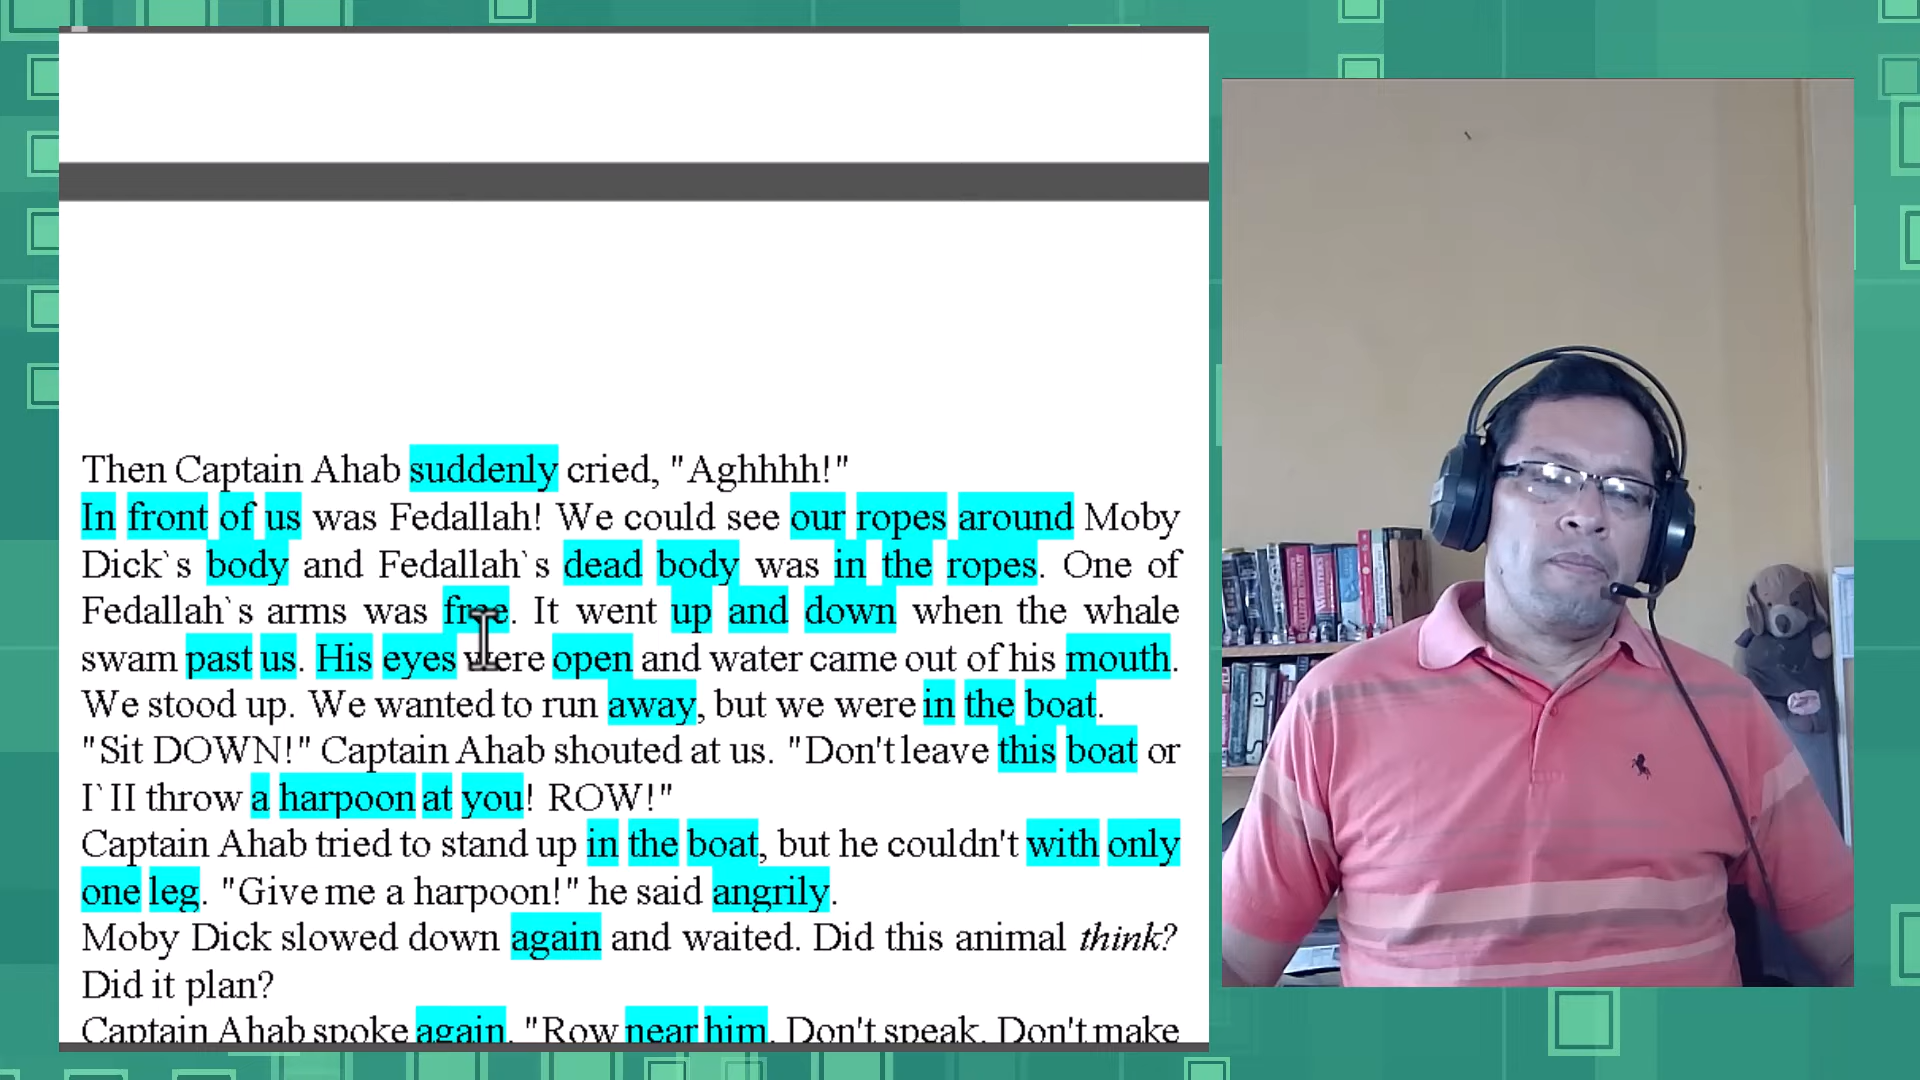 Then Captain Ahab suddenly cried, "Aghhhh!"
In front of us was Fedallah! We could see our ropes around Moby
Dick`s body and Fedallah`s dead body was in the ropes. One of
Fedallah`s arms was free. It went up and down when the whale
swam past us. His eyes were open and water came out of his mouth.
We stood up. We wanted to run away, but we were in the boat.
"Sit DOWN!" Captain Ahab shouted at us. "Don't leave this boat or
I`II throw a harpoon at you! ROW!"
Captain Ahab tried to stand up in the boat, but he couldn't with only
one leg. "Give me a harpoon!" he said angrily.
Moby Dick slowed down again and waited. Did this animal think?
Did it plan?
Captain Ahab spoke again. "Row near him. Don't speak. Don't make